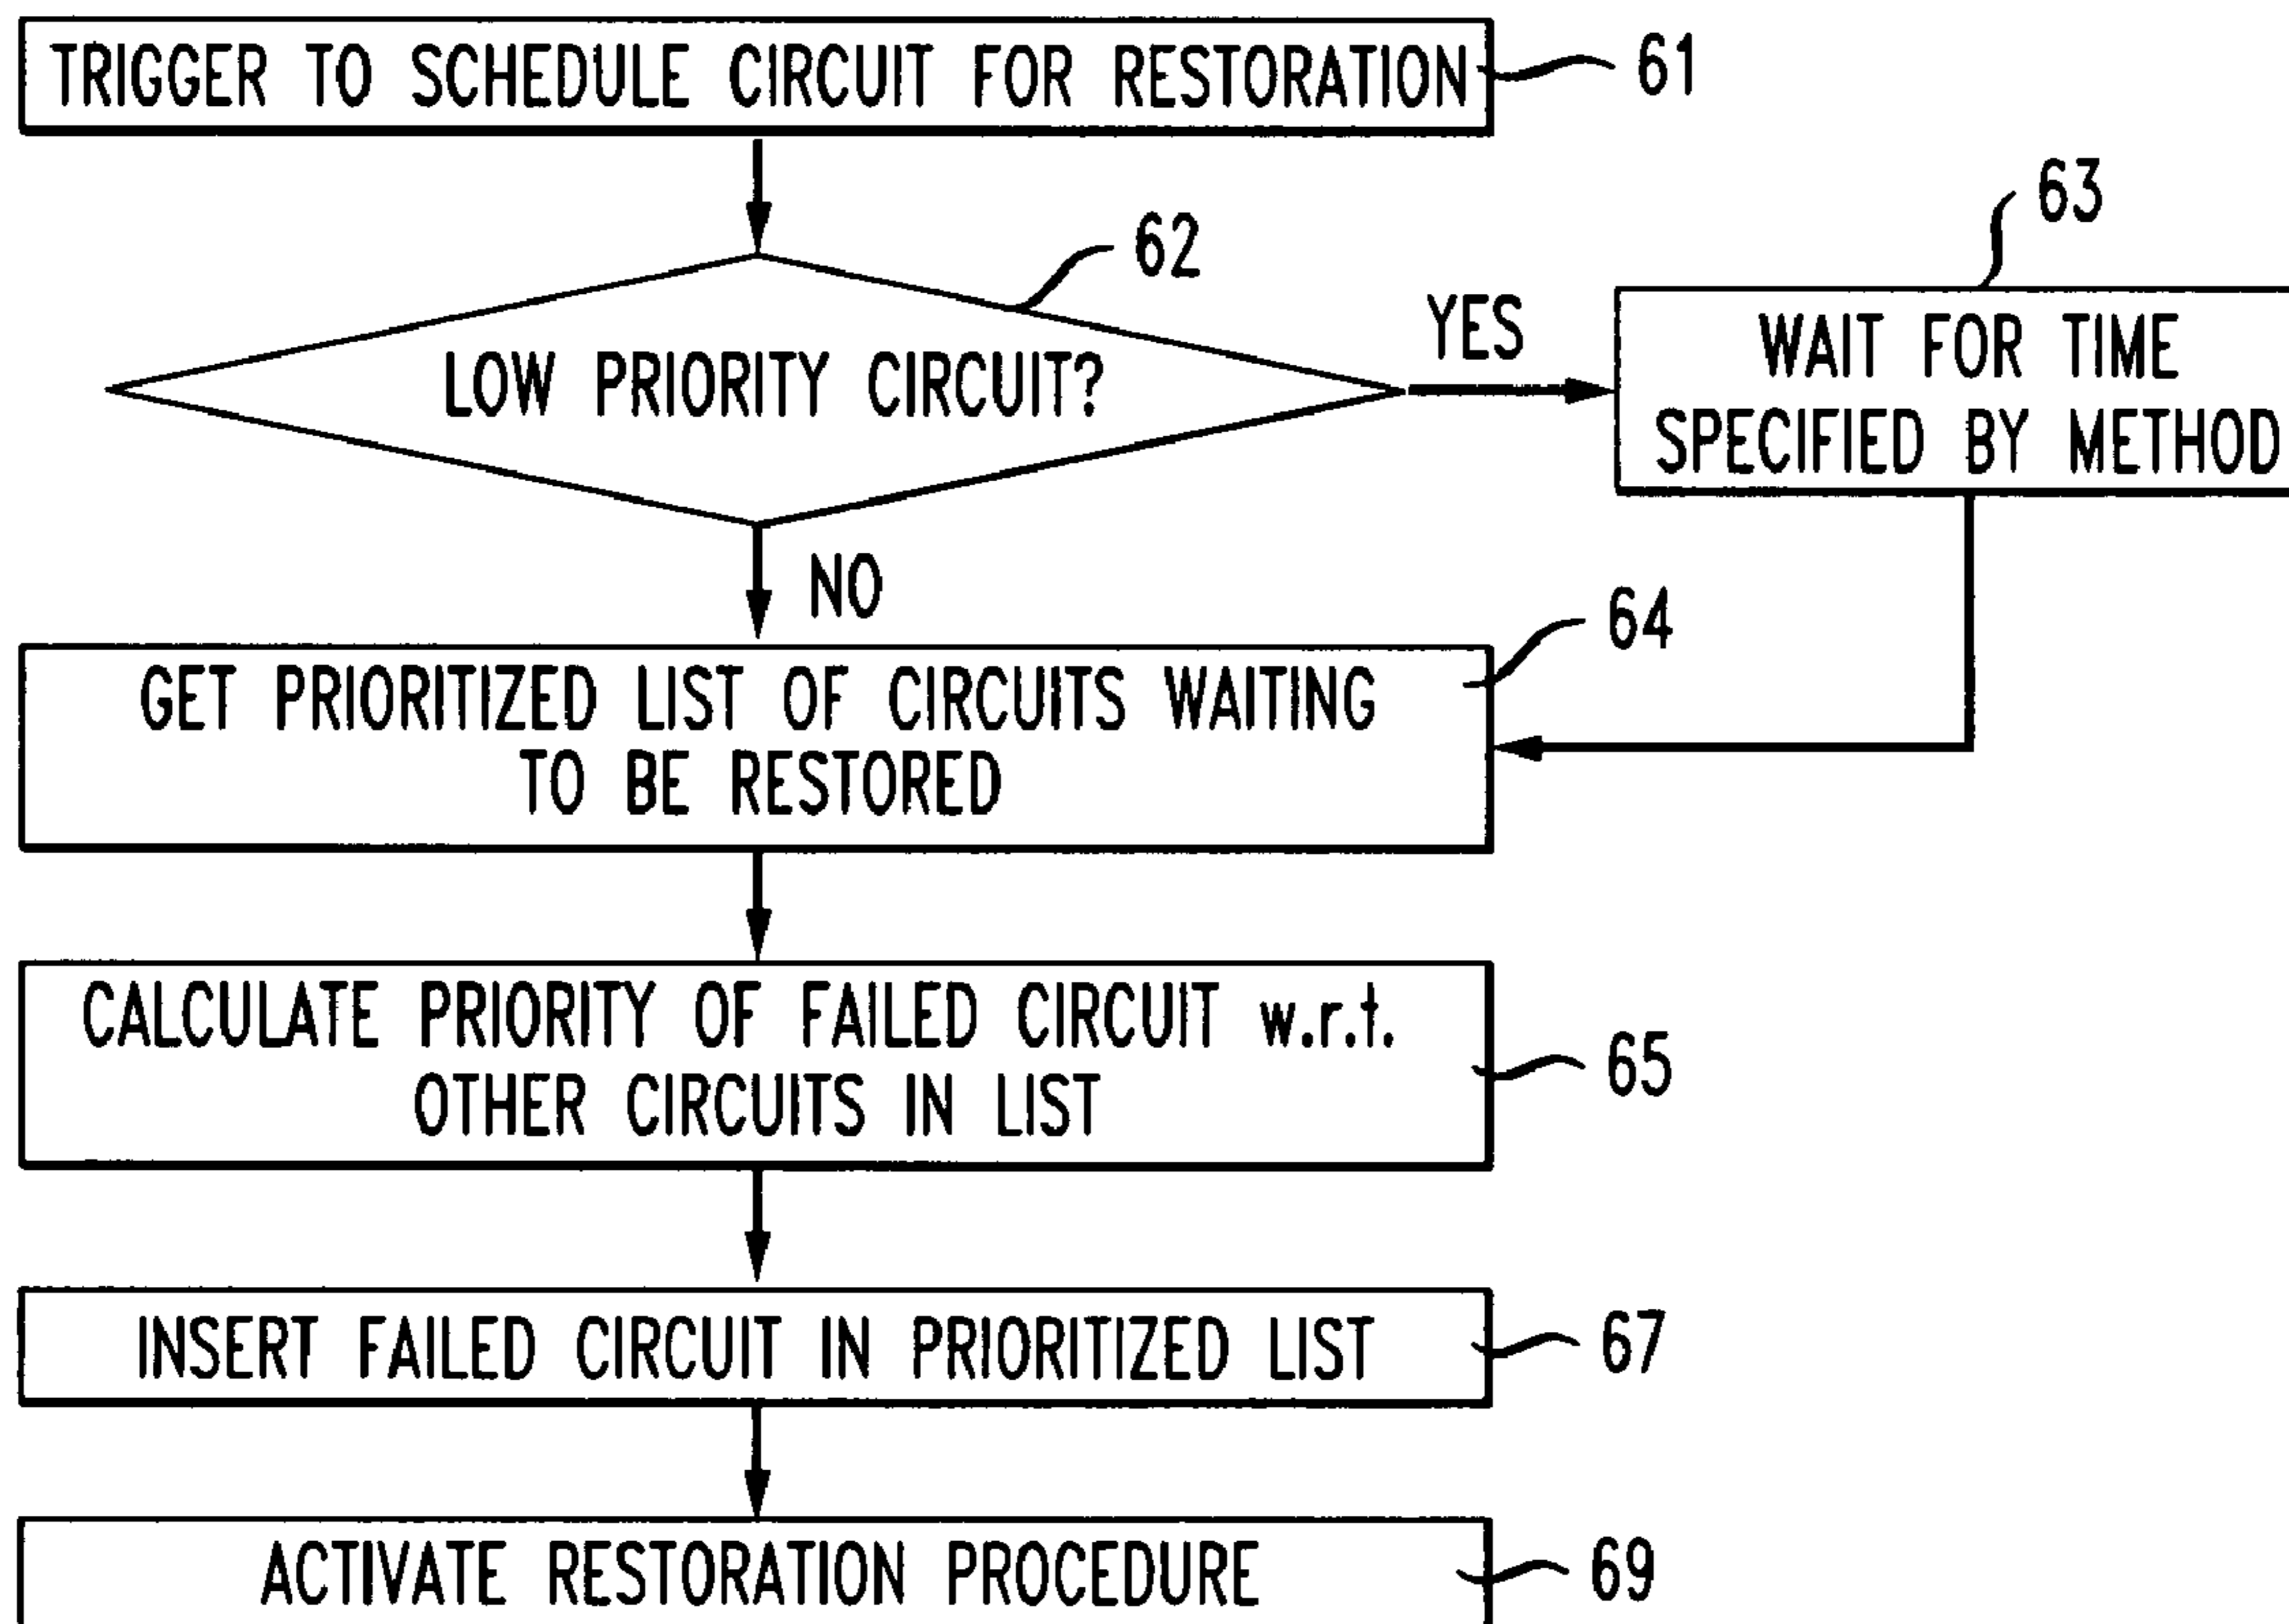 TRIGGER TO SCHEDULE CIRCUIT FOR RESTORATION
61
62
LOW PRIORITY CIRCUIT?
YES
63
WAIT FOR TIME
SPECIFIED BY METHOD
NO
64
GET PRIORITIZED LIST OF CIRCUITS WAITING
TO BE RESTORED
CALCULATE PRIORITY OF FAILED CIRCUIT w.r.t.
OTHER CIRCUITS IN LIST
65
INSERT FAILED CIRCUIT IN PRIORITIZED LIST
67
ACTIVATE RESTORATION PROCEDURE
69